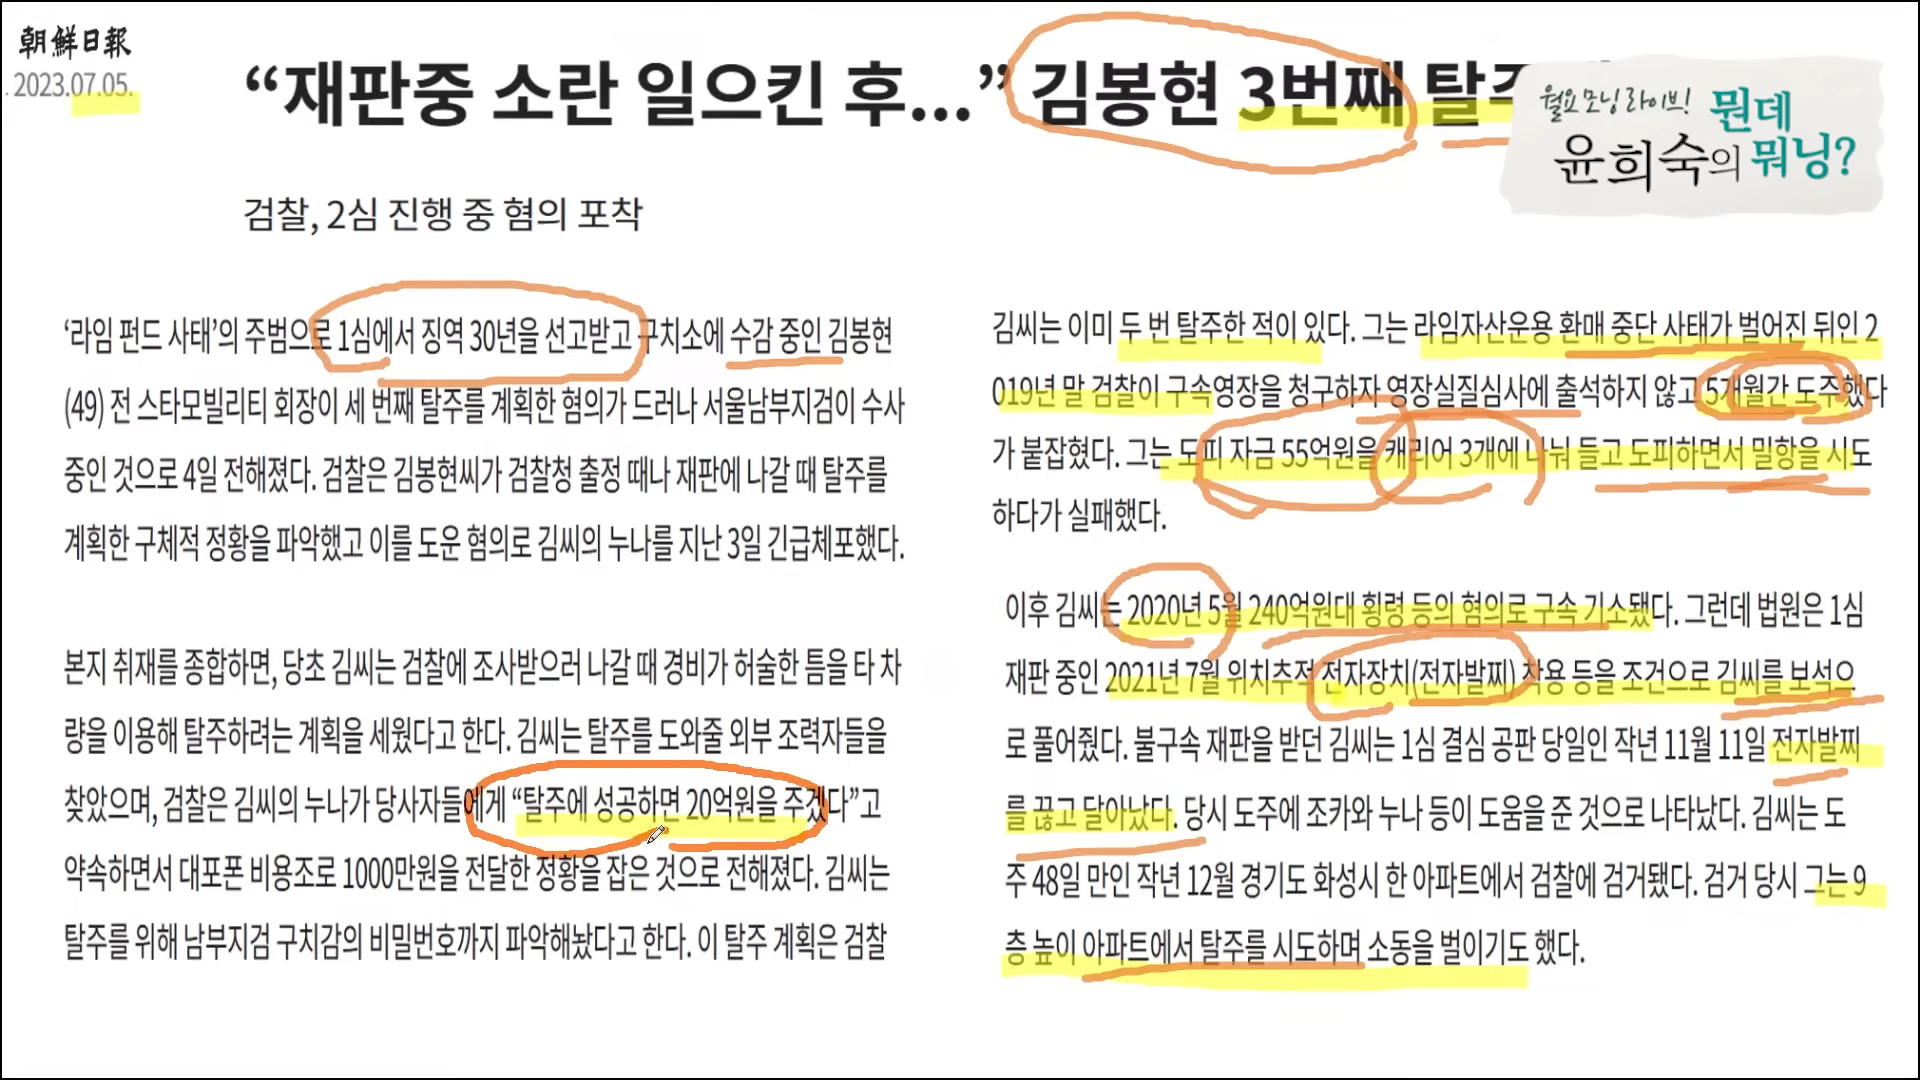 朝鮮日報
2023.07.05.
“재판중 소란 일으킨 후...” 김봉현 3번째
월요 모닝 라이브! 뭔데
윤희숙의 뭐닝?
검찰, 2심 진행 중 혐의 포착
‘라임 펀드 사태’의 주범으로 1심에서 징역 30년을 선고받고 구치소에 수감 중인 김봉현
(49) 전 스타모빌리티 회장이 세 번째 탈주를 계획한 혐의가 드러나 서울남부지검이 수사
중인 것으로 4일 전해졌다. 검찰은 김봉현씨가 검찰청 출정 때나 재판에 나갈 때 탈주를
계획한 구체적 정황을 파악했고 이를 도운 혐의로 김씨의 누나를 지난 3일 긴급체포했다.
본지 취재를 종합하면, 당초 김씨는 검찰에 조사받으러 나갈 때 경비가 허술한 틈을 타 차
량을 이용해 탈주하려는 계획을 세웠다고 한다. 김씨는 탈주를 도와줄 외부 조력자들을
찾았으며, 검찰은 김씨의 누나가 당사자들에게 “탈주에 성공하면 20억원을 주겠다”고
약속하면서 대포폰 비용조로 1000만원을 전달한 정황을 잡은 것으로 전해졌다. 김씨는
탈주를 위해 남부지검 구치감의 비밀번호까지 파악해놨다고 한다. 이 탈주 계획은 검찰
김씨는 이미 두 번 탈주한 적이 있다. 그는 라임자산운용 환매 중단 사태가 벌어진 뒤인 2
019년 말 검찰이 구속영장을 청구하자 영장실질심사에 출석하지 않고 5개월간 도주했다
가 붙잡혔다. 그는 도피 자금 55억원을 캐리어 3개에 나눠 들고 도피하면서 밀항을 시도
하다가 실패했다.
이후 김씨는 2020년 5월 240억원대 횡령 등의 혐의로 구속 기소됐다. 그런데 법원은 1심
재판 중인 2021년 7월 위치추적 전자장치(전자발찌) 착용 등을 조건으로 김씨를 보석으
로 풀어줬다. 불구속 재판을 받던 김씨는 1심 결심 공판 당일인 작년 11월 11일 전자발찌
를 끊고 달아났다. 당시 도주에 조카와 누나 등이 도움을 준 것으로 나타났다. 김씨는 도
주 48일 만인 작년 12월 경기도 화성시 한 아파트에서 검찰에 검거됐다. 검거 당시 그는 9
층 높이 아파트에서 탈주를 시도하며 소동을 벌이기도 했다.